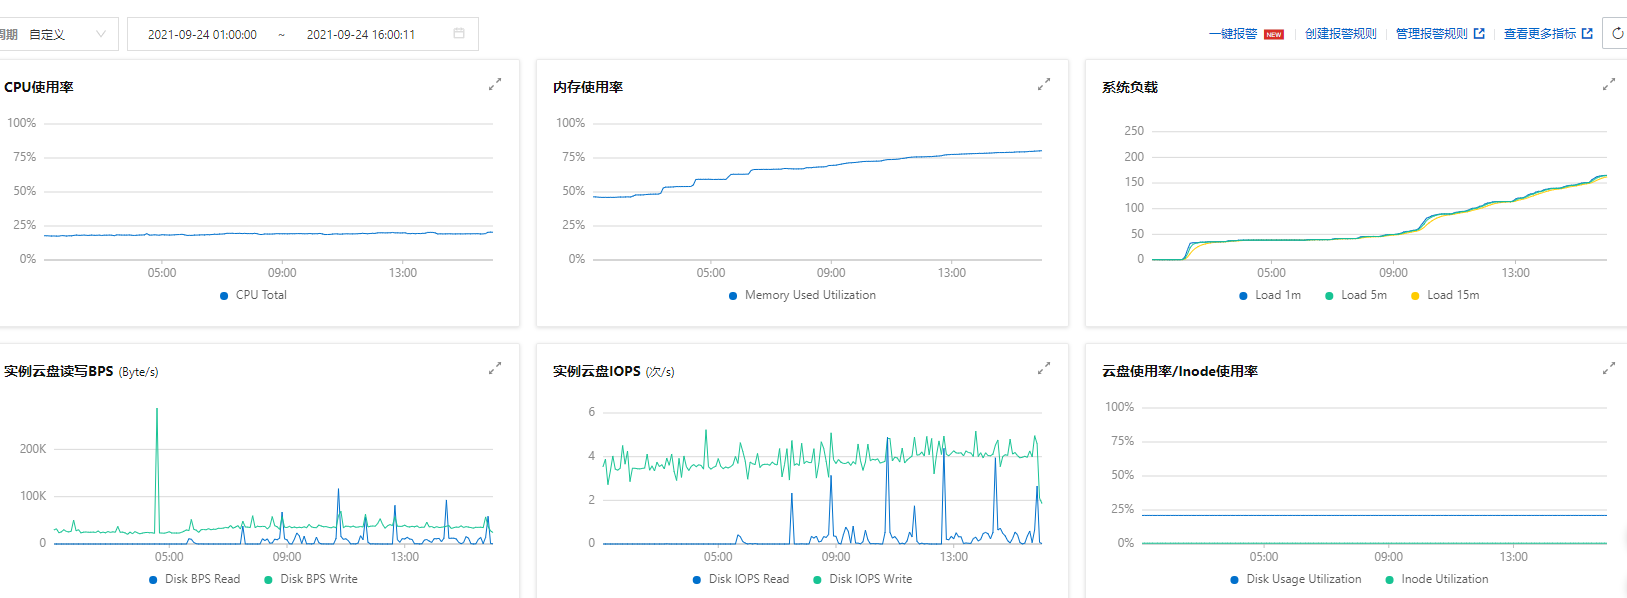 周期 自定义 2021-09-24 01:00:00 ~ 2021-09-24 16:00:11 一键报警 NEW 创建报警规则 管理报警规则 查看更多指标
CPU使用率
100%
75%
50%
25%
0%
05:00 09:00 13:00
CPU Total
内存使用率
100%
75%
50%
25%
0%
05:00 09:00 13:00
Memory Used Utilization
系统负载
250
200
150
100
50
0
05:00 09:00 13:00
Load 1m Load 5m Load 15m
实例云盘读写BPS (Byte/s)
200K
100K
0
05:00 09:00 13:00
Disk BPS Read Disk BPS Write
实例云盘IOPS (次/s)
6
4
2
0
05:00 09:00 13:00
Disk IOPS Read Disk IOPS Write
云盘使用率/Inode使用率
100%
75%
50%
25%
0%
05:00 09:00 13:00
Disk Usage Utilization Inode Utilization